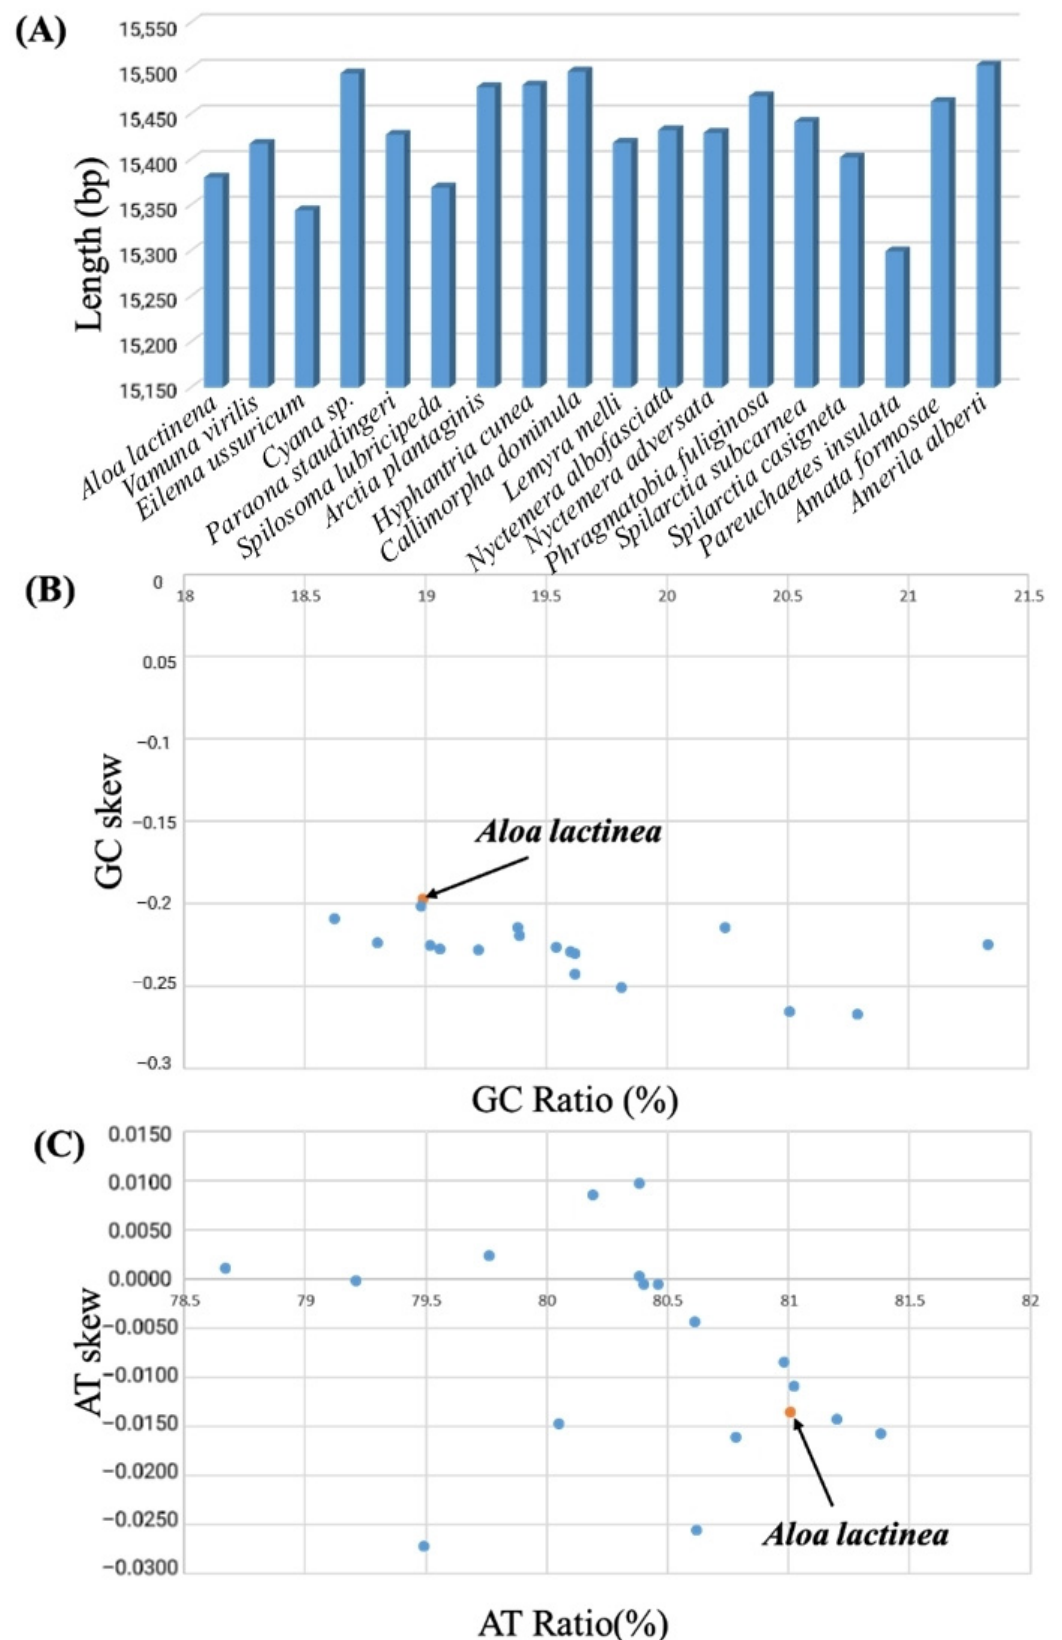 (A)
15,550
15,500
15,450
15,400
15,350
15,300
15,250
15,200
15,150
Length (bp)
Aloa lactinena
Vamuna virilis
Eilema ussuricum
Cyana sp.
Paraona staudingeri
Spilosoma lubricipeda
Arctia plantaginis
Hyphantria cunea
Callimorpha dominula
Lemyra melli
Nyctemera albofasciata
Nyctemera adversata
Phragmatobia fuliginosa
Spilarctia subcarnea
Spilarctia casigneta
Pareuchaetes insulata
Amata formosae
Amerila alberti
(B)
0
18 18.5 19 19.5 20 20.5 21 21.5
0.05
−0.1
−0.15
−0.2
−0.25
−0.3
GC skew
Aloa lactinea
GC Ratio (%)
(C)
0.0150
0.0100
0.0050
0.0000
78.5 79 79.5 80 80.5 81 81.5 82
−0.0050
−0.0100
−0.0150
−0.0200
−0.0250
−0.0300
AT skew
Aloa lactinea
AT Ratio(%)